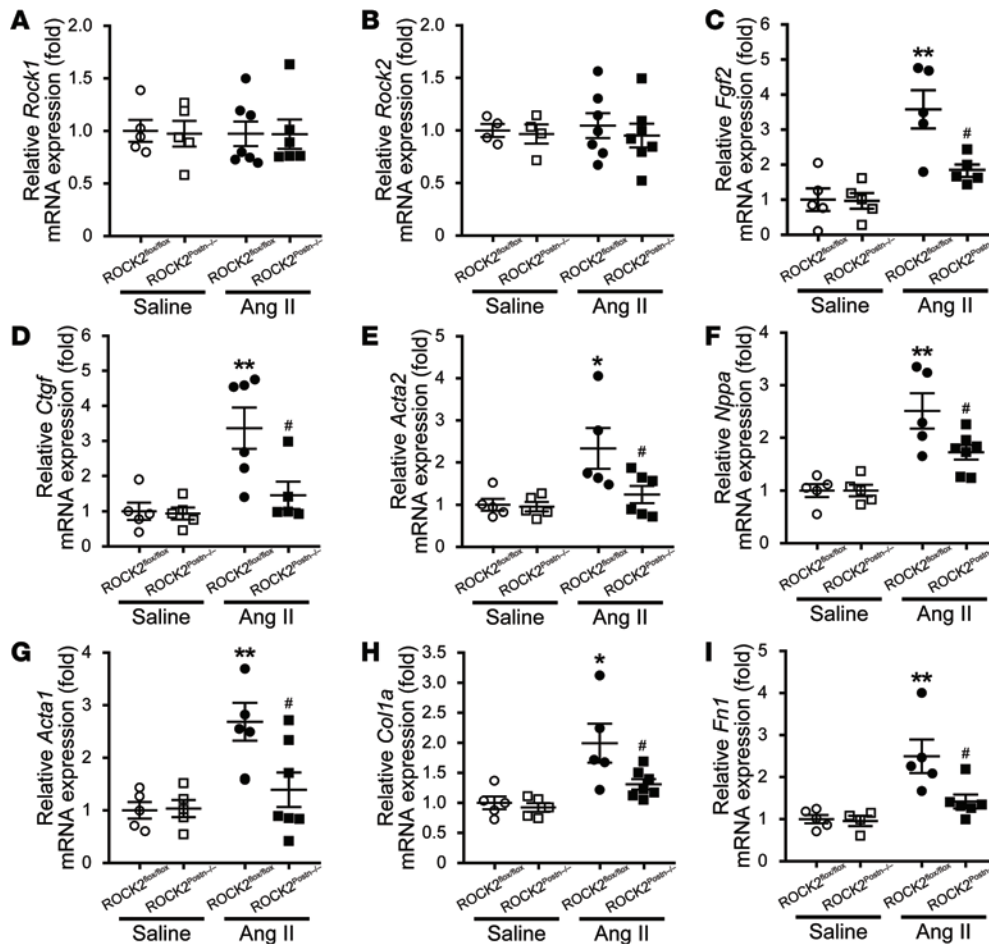 A
Relative Rock1
mRNA expression (fold)
2.0
1.5
1.0
0.5
0
ROCK2flox/flox
ROCK2Postn–/–
ROCK2flox/flox
ROCK2Postn–/–
Saline
Ang II
B
Relative Rock2
mRNA expression (fold)
2.0
1.5
1.0
0.5
0
ROCK2flox/flox
ROCK2Postn–/–
ROCK2flox/flox
ROCK2Postn–/–
Saline
Ang II
C
Relative Fgf2
mRNA expression (fold)
6
4
2
1
0
**
#
ROCK2flox/flox
ROCK2Postn–/–
ROCK2flox/flox
ROCK2Postn–/–
Saline
Ang II
D
Relative Ctgf
mRNA expression (fold)
6
5
4
3
2
1
0
**
#
ROCK2flox/flox
ROCK2Postn–/–
ROCK2flox/flox
ROCK2Postn–/–
Saline
Ang II
E
Relative Acta2
mRNA expression (fold)
5
4
3
2
1
0
*
#
ROCK2flox/flox
ROCK2Postn–/–
ROCK2flox/flox
ROCK2Postn–/–
Saline
Ang II
F
Relative Nppa
mRNA expression (fold)
4
3
2
1
0
**
#
ROCK2flox/flox
ROCK2Postn–/–
ROCK2flox/flox
ROCK2Postn–/–
Saline
Ang II
G
Relative Acta1
mRNA expression (fold)
4
3
2
1
0
**
#
ROCK2flox/flox
ROCK2Postn–/–
ROCK2flox/flox
ROCK2Postn–/–
Saline
Ang II
H
Relative Col1a
mRNA expression (fold)
3.5
3.0
2.5
2.0
1.5
1.0
0.5
0
*
#
ROCK2flox/flox
ROCK2Postn–/–
ROCK2flox/flox
ROCK2Postn–/–
Saline
Ang II
I
Relative Fn1
mRNA expression (fold)
5
4
3
2
1
0
**
#
ROCK2flox/flox
ROCK2Postn–/–
ROCK2flox/flox
ROCK2Postn–/–
Saline
Ang II